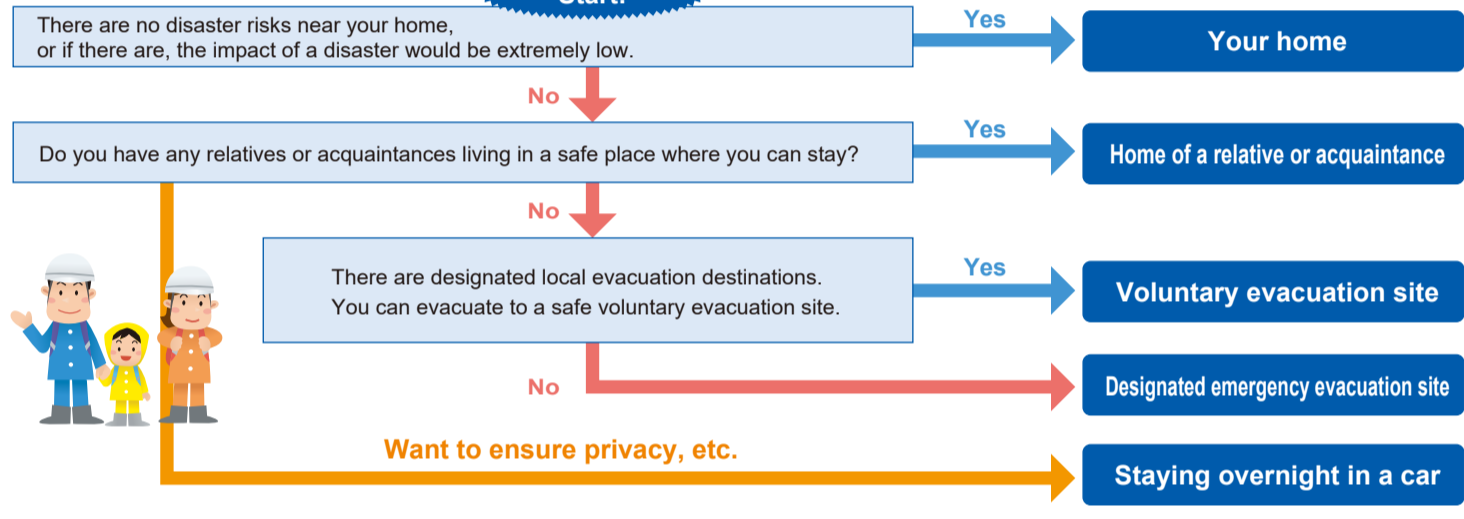 Start!
There are no disaster risks near your home,
or if there are, the impact of a disaster would be extremely low.
Yes
Your home
No
Do you have any relatives or acquaintances living in a safe place where you can stay?
Yes
Home of a relative or acquaintance
No
There are designated local evacuation destinations.
You can evacuate to a safe voluntary evacuation site.
Yes
Voluntary evacuation site
No
Designated emergency evacuation site
Want to ensure privacy, etc.
Staying overnight in a car